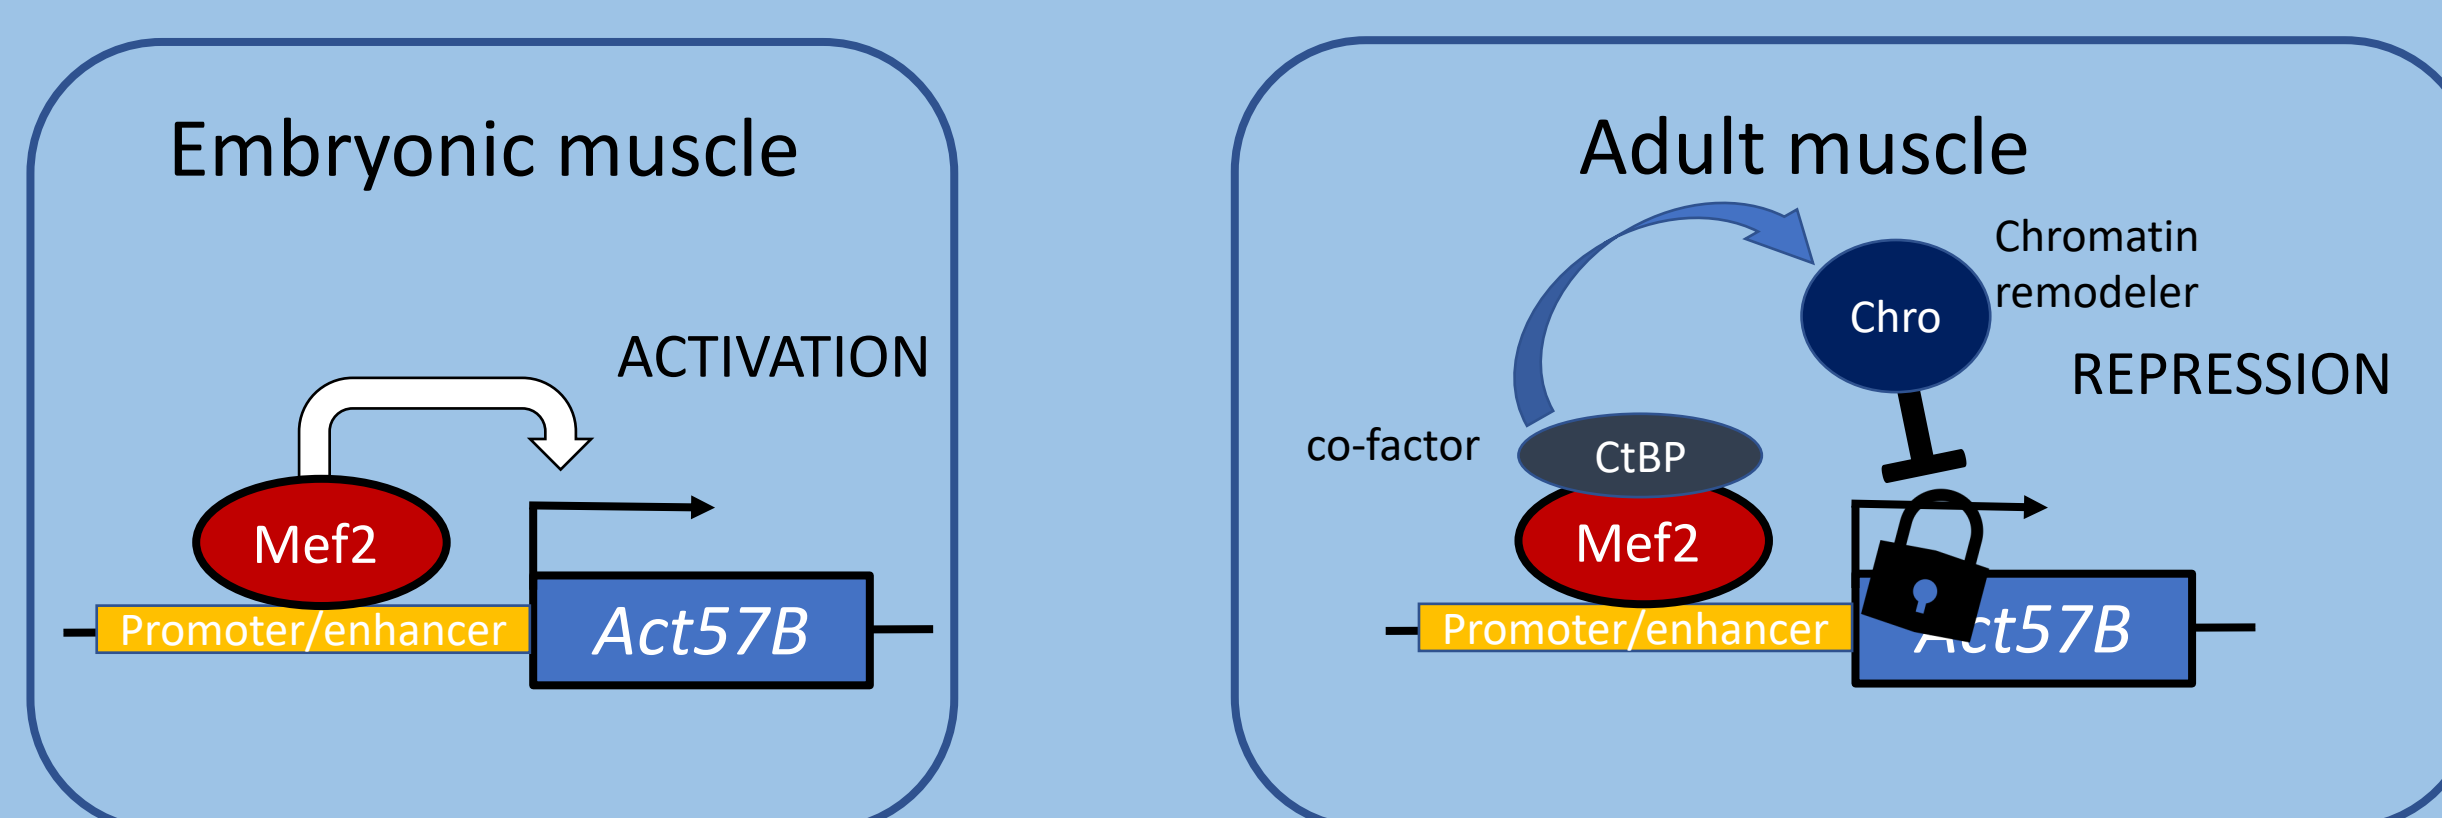 Embryonic muscle
ACTIVATION
Mef2
Promoter/enhancer
Act57B
Adult muscle
Chromatin
remodeler
Chro
REPRESSION
co-factor
CtBP
Mef2
Promoter/enhancer
Act57B